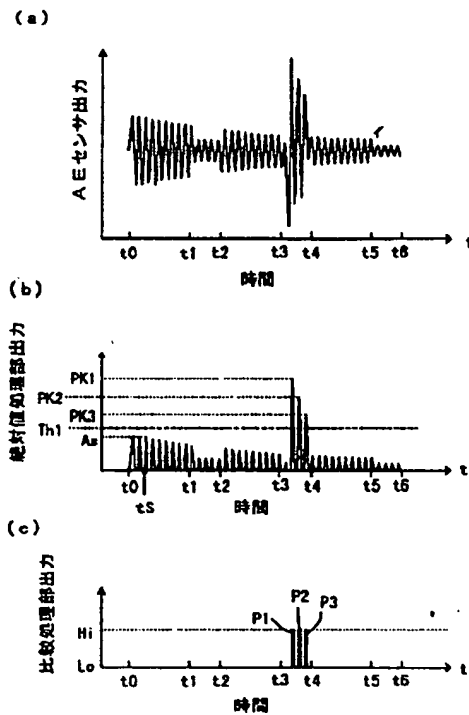 (a)
AEセンサ出力
t0 t1 t2 t3 t4 t5 t6 t
時間
(b)
絶対値処理部出力
PK1
PK2
PK3
Th1
As
t0 t1 t2 t3 t4 t5 t6 t
tS
時間
(c)
比較処理部出力
P1 P2 P3
Hi
Lo
t0 t1 t2 t3 t4 t5 t6 t
時間